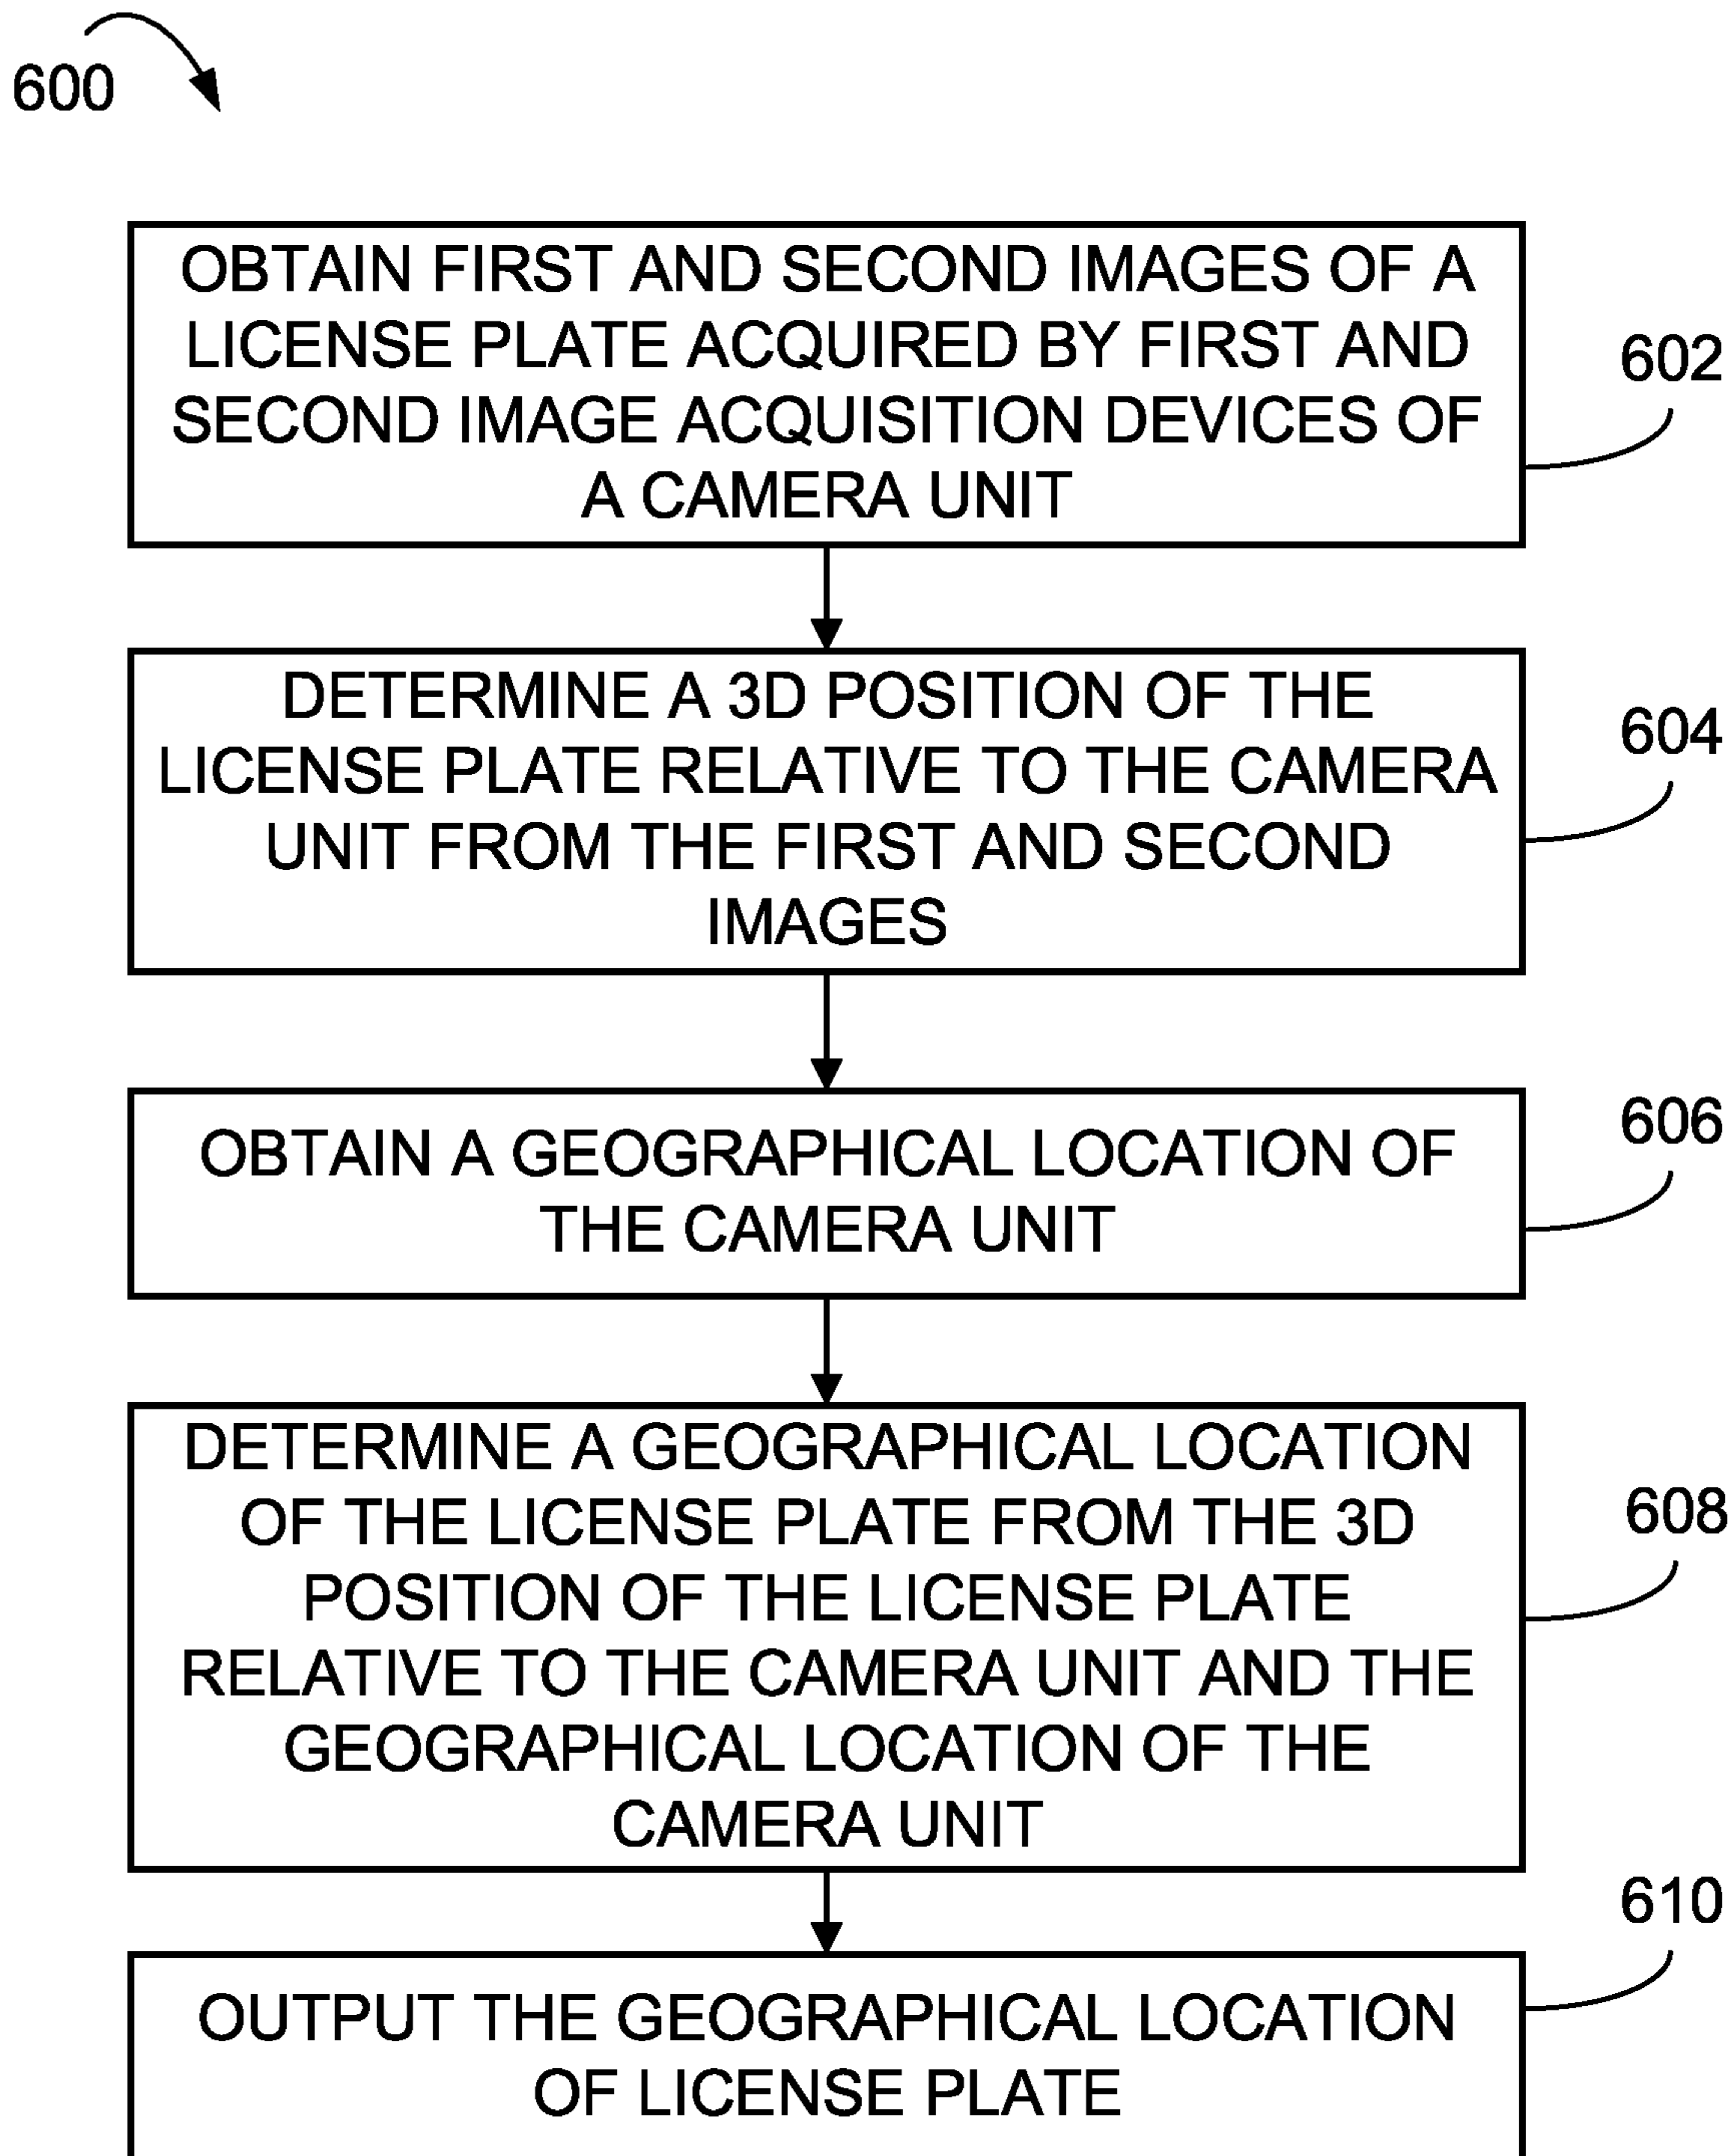 600
OBTAIN FIRST AND SECOND IMAGES OF A
LICENSE PLATE ACQUIRED BY FIRST AND
SECOND IMAGE ACQUISITION DEVICES OF
A CAMERA UNIT
602
DETERMINE A 3D POSITION OF THE
LICENSE PLATE RELATIVE TO THE CAMERA
UNIT FROM THE FIRST AND SECOND
IMAGES
604
OBTAIN A GEOGRAPHICAL LOCATION OF
THE CAMERA UNIT
606
DETERMINE A GEOGRAPHICAL LOCATION
OF THE LICENSE PLATE FROM THE 3D
POSITION OF THE LICENSE PLATE
RELATIVE TO THE CAMERA UNIT AND THE
GEOGRAPHICAL LOCATION OF THE
CAMERA UNIT
608
OUTPUT THE GEOGRAPHICAL LOCATION
OF LICENSE PLATE
610